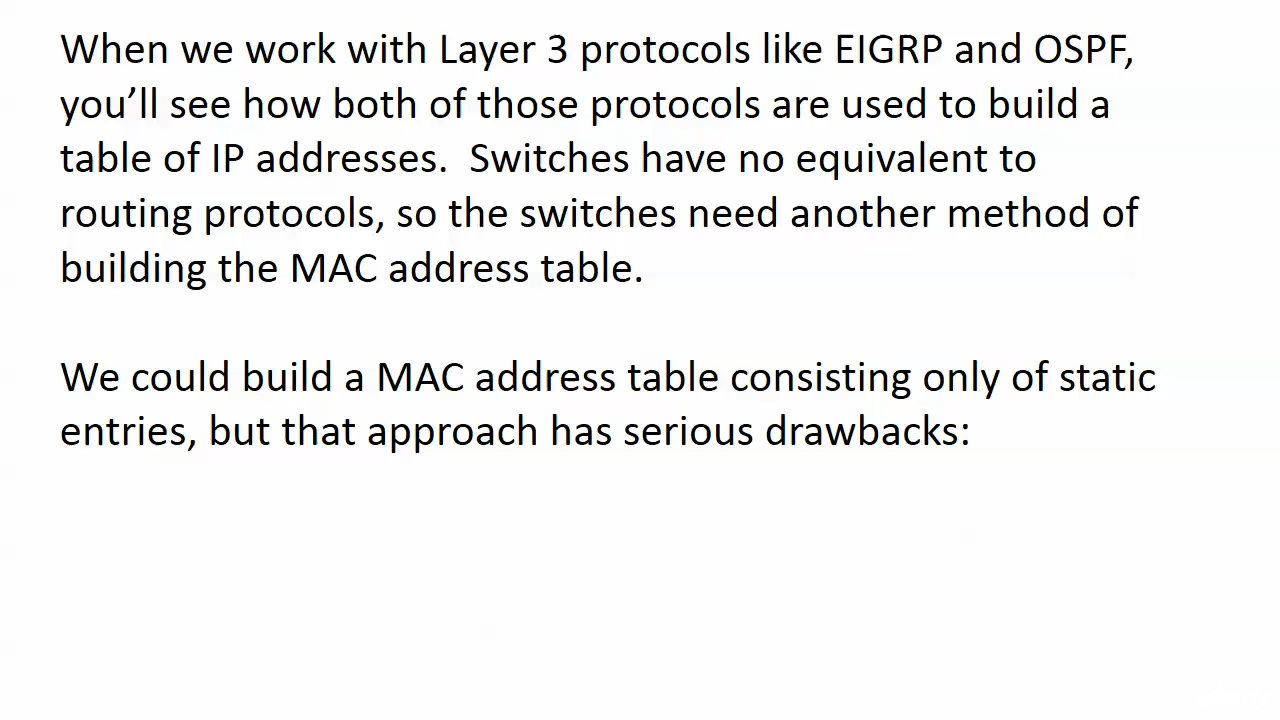 When we work with Layer 3 protocols like EIGRP and OSPF,
you'll see how both of those protocols are used to build a
table of IP addresses.  Switches have no equivalent to
routing protocols, so the switches need another method of
building the MAC address table.
We could build a MAC address table consisting only of static
entries, but that approach has serious drawbacks: